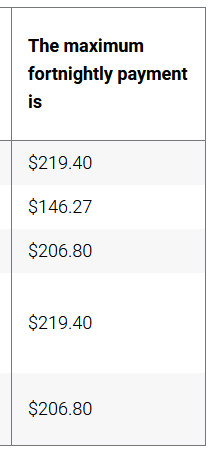 The maximum
fortnightly payment
is
$219.40
$146.27
$206.80
$219.40
$206.80